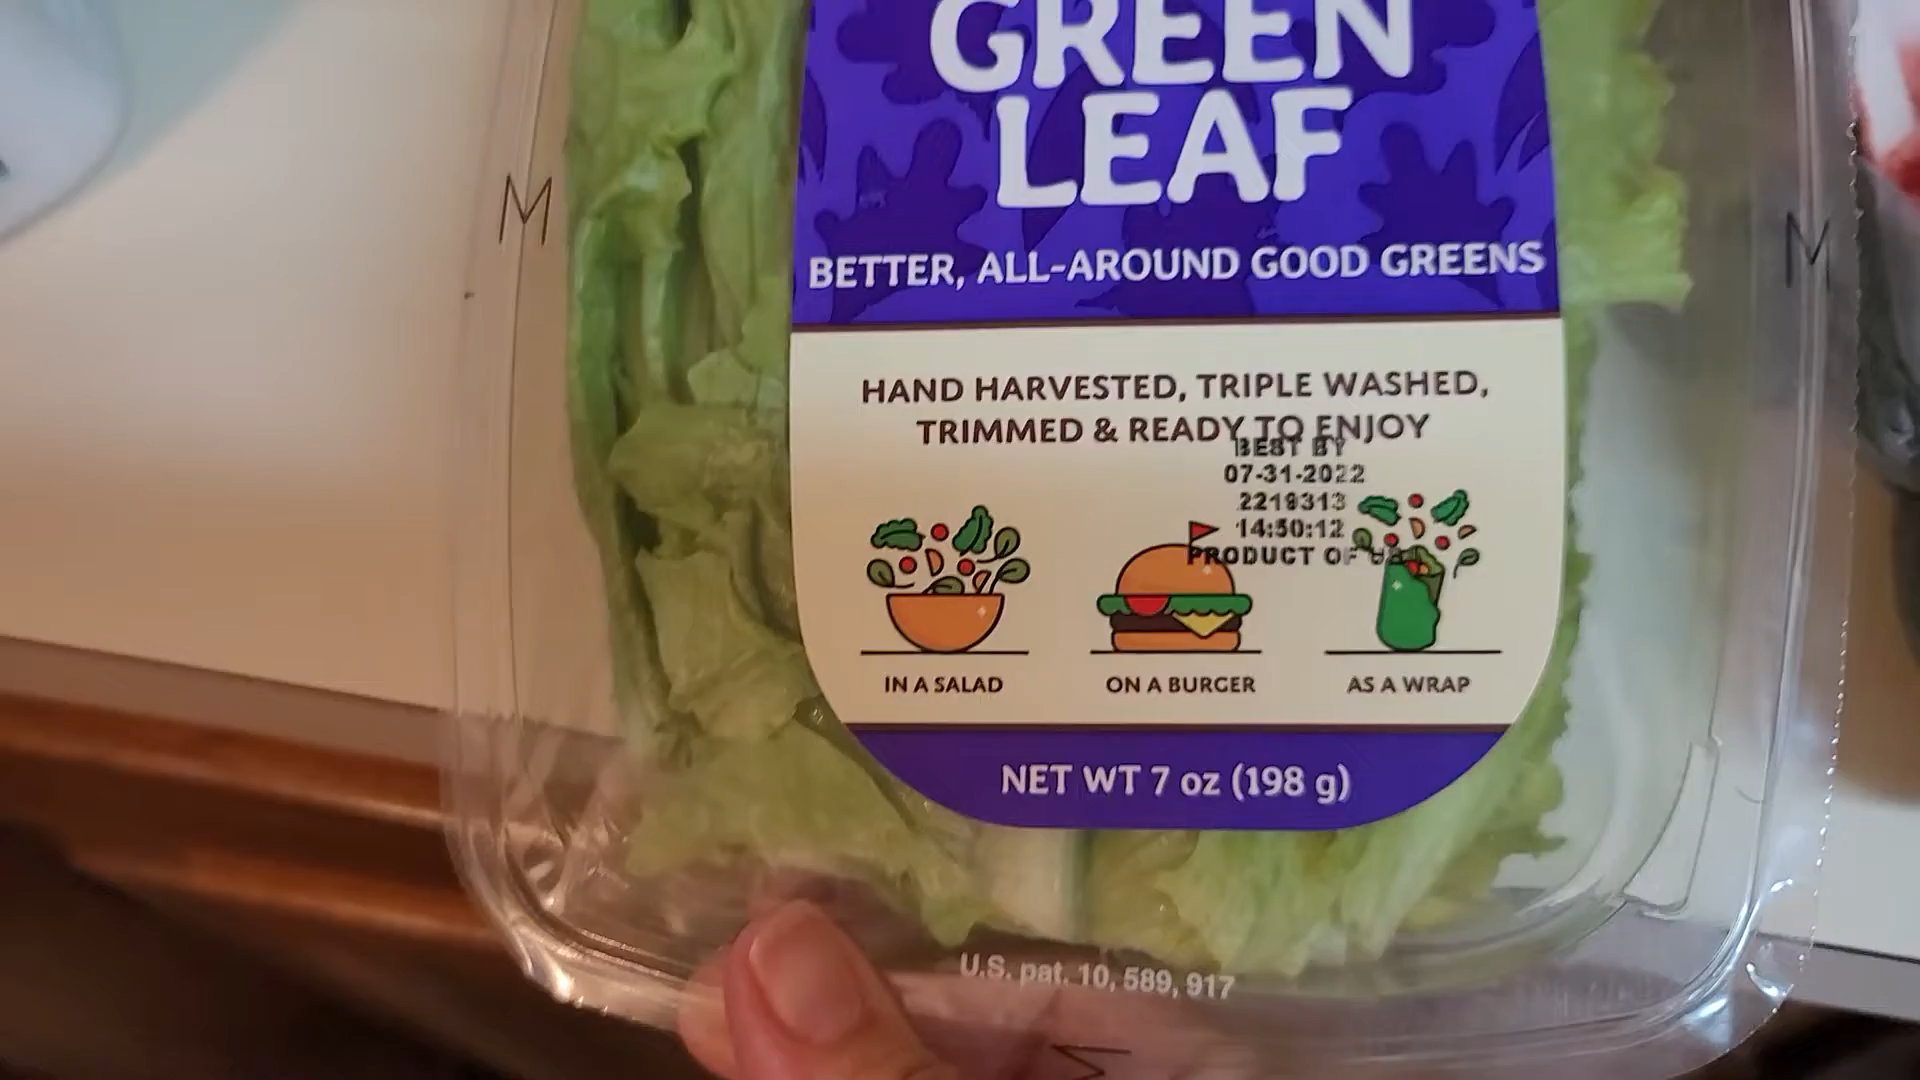 GREEN
LEAF
BETTER, ALL-AROUND GOOD GREENS
HAND HARVESTED, TRIPLE WASHED,
TRIMMED & READY TO ENJOY
BEST BY
07-31-2022
2219313
14:50:12
PRODUCT OF
IN A SALAD
ON A BURGER
AS A WRAP
NET WT 7 oz (198 g)
U.S. pat. 10, 589, 917
M
M
M